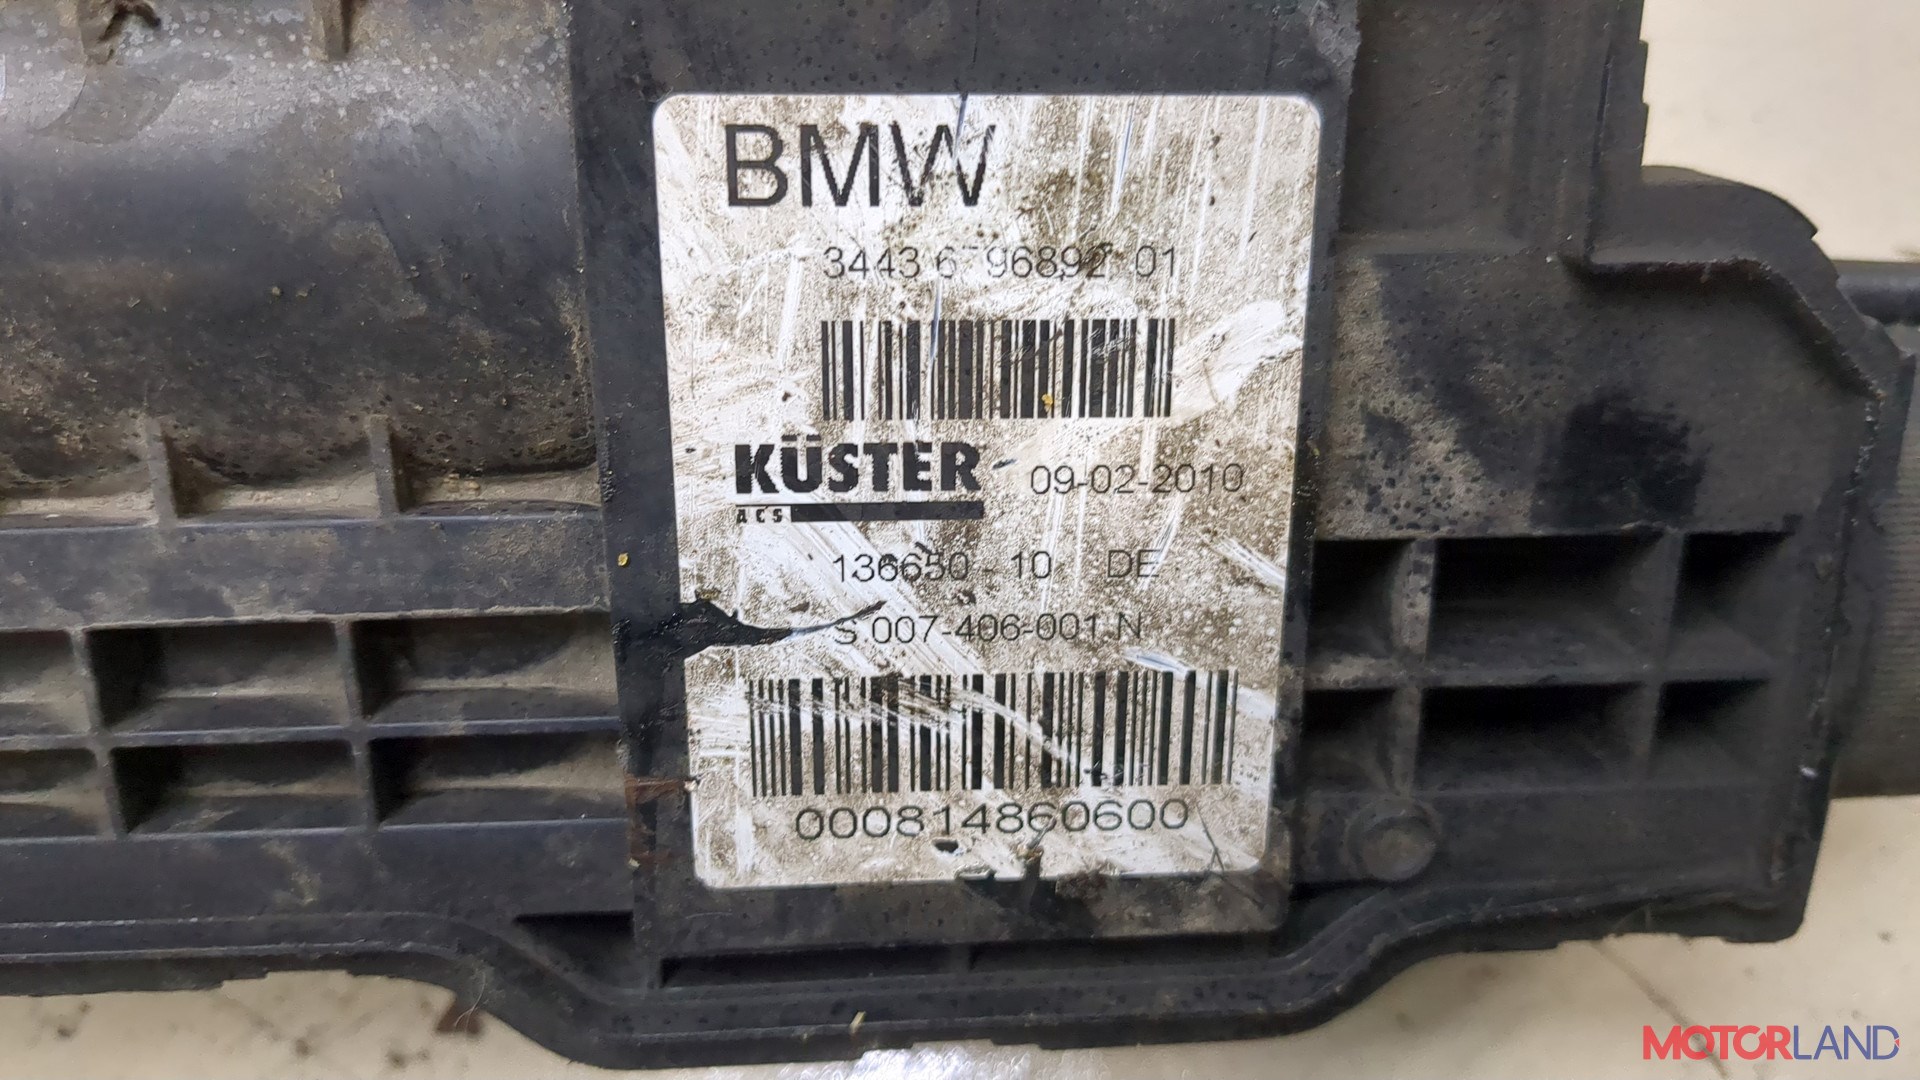 BMW
3443 6796892 01
KÜSTER
ACS
09-02-2010
136650 - 10 DE
S 007-406-001 N
000814860600
MOTORLAND